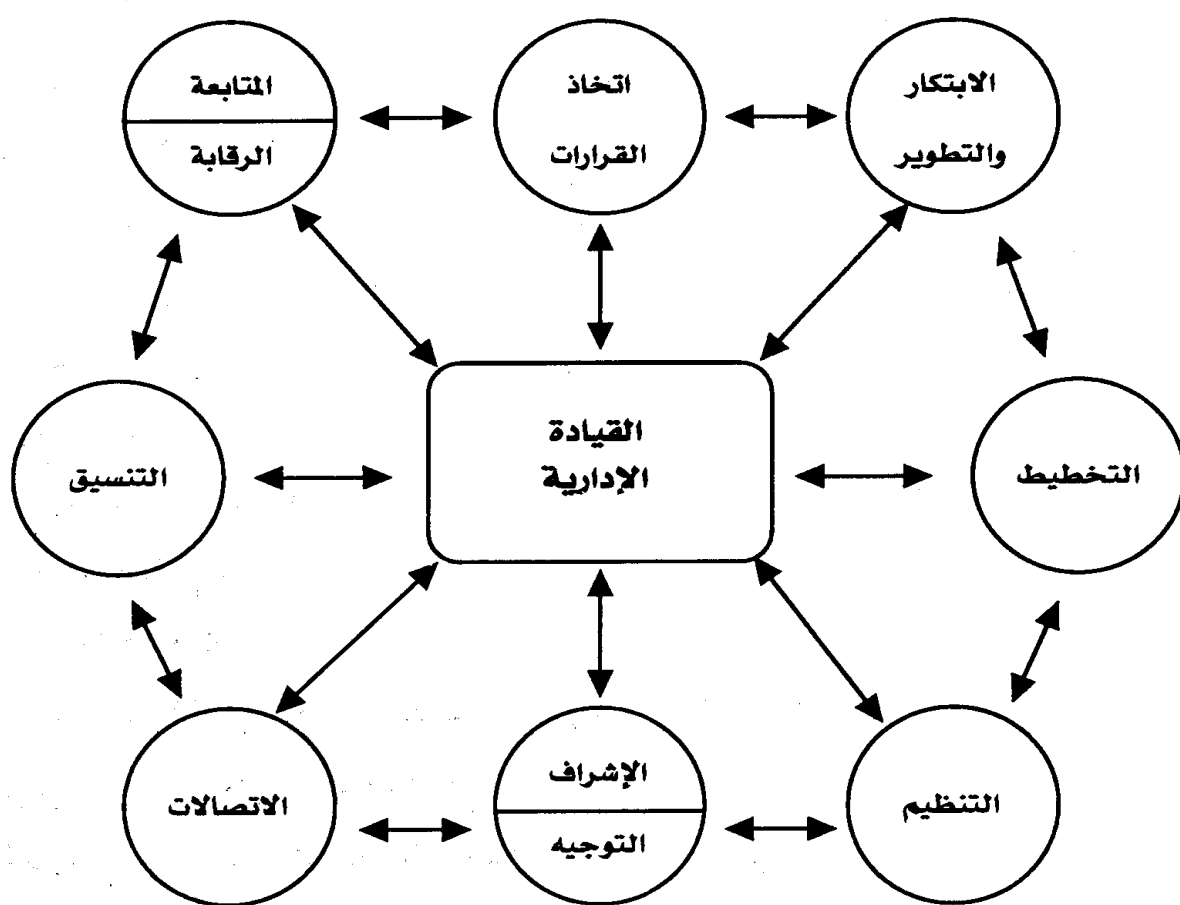 الابتكار
والتطوير
اتخاذ
القرارات
المتابعة
الرقابة
القيادة
الإدارية
التخطيط
التنسيق
التنظيم
الإشراف
التوجيه
الاتصالات